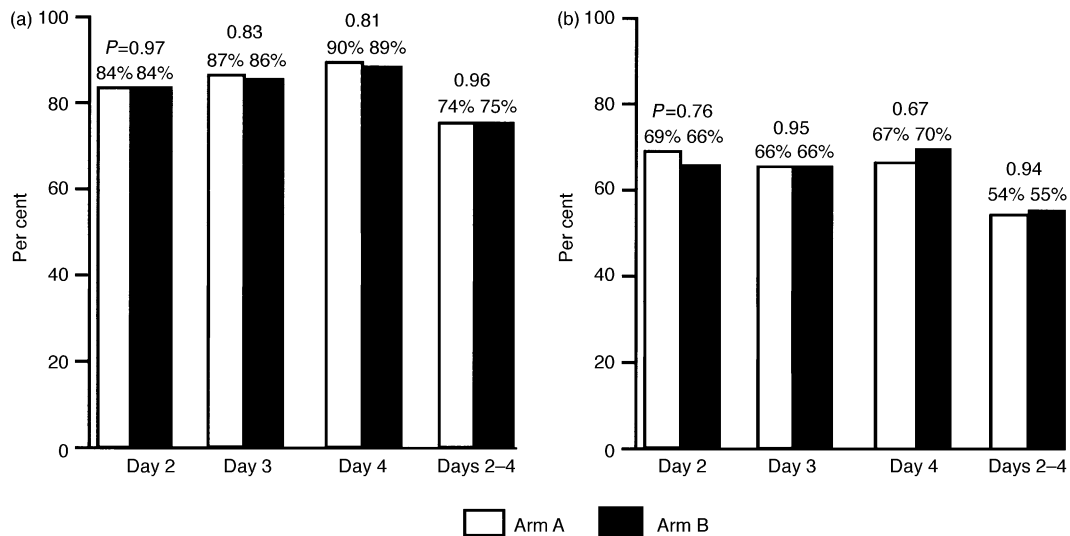 (a)
100
80
60
40
20
0
Per cent
P=0.97
84% 84%
0.83
87% 86%
0.81
90% 89%
0.96
74% 75%
Day 2
Day 3
Day 4
Days 2–4
(b)
100
80
60
40
20
0
Per cent
P=0.76
69% 66%
0.95
66% 66%
0.67
67% 70%
0.94
54% 55%
Day 2
Day 3
Day 4
Days 2–4
Arm A
Arm B